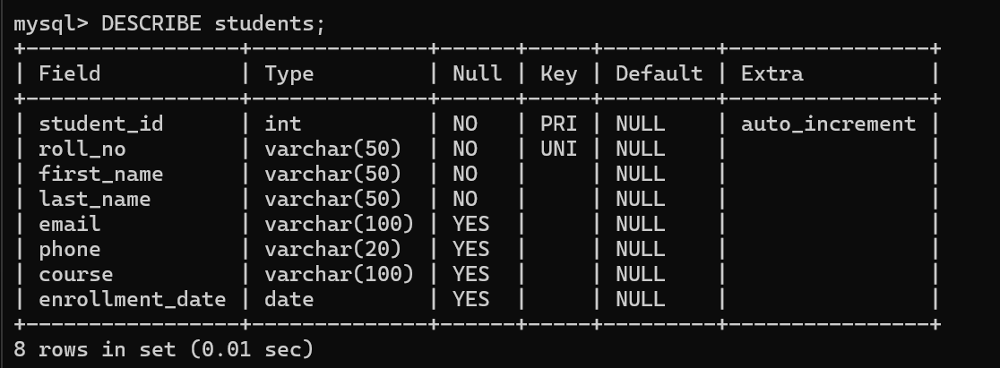 mysql> DESCRIBE students;
+-----------------+--------------+------+-----+---------+----------------+
| Field           | Type         | Null | Key | Default | Extra          |
+-----------------+--------------+------+-----+---------+----------------+
| student_id      | int          | NO   | PRI | NULL    | auto_increment |
| roll_no         | varchar(50)  | NO   | UNI | NULL    |                |
| first_name      | varchar(50)  | NO   |     | NULL    |                |
| last_name       | varchar(50)  | NO   |     | NULL    |                |
| email           | varchar(100) | YES  |     | NULL    |                |
| phone           | varchar(20)  | YES  |     | NULL    |                |
| course          | varchar(100) | YES  |     | NULL    |                |
| enrollment_date | date         | YES  |     | NULL    |                |
+-----------------+--------------+------+-----+---------+----------------+
8 rows in set (0.01 sec)